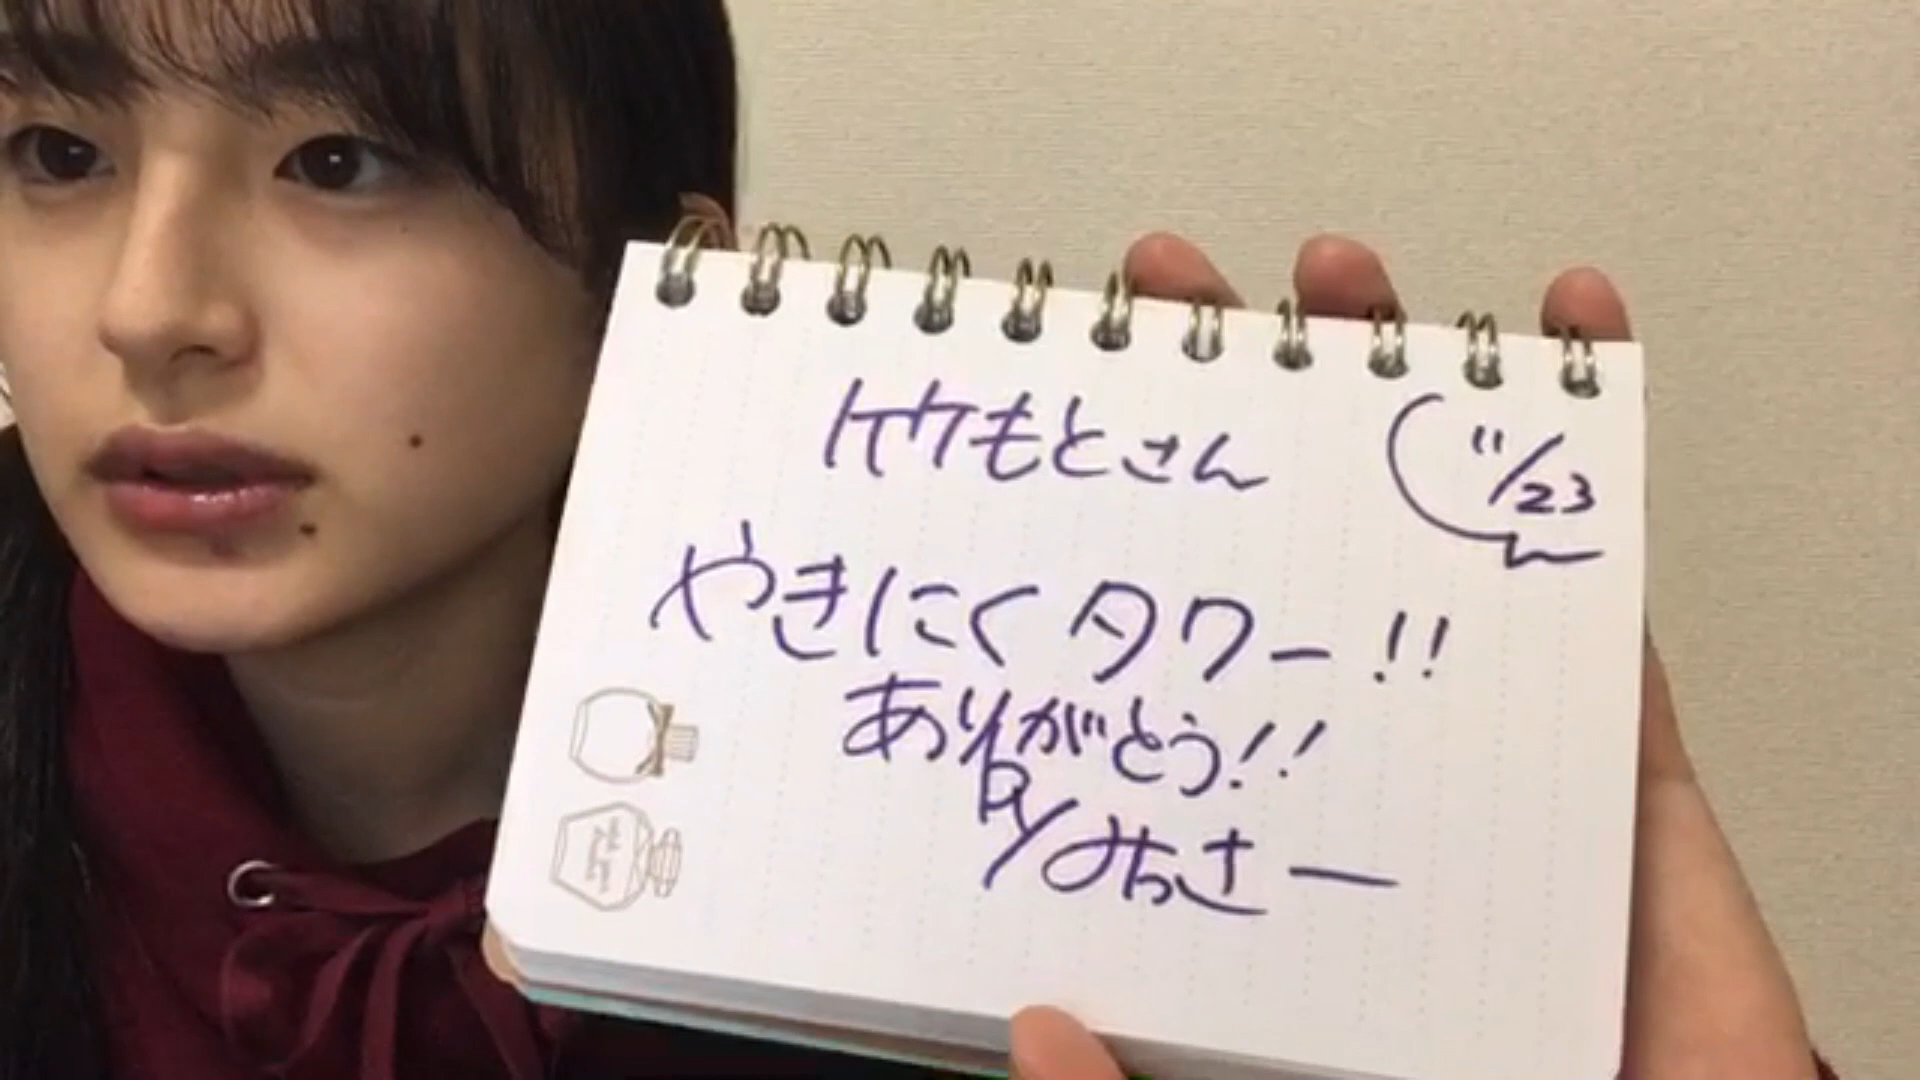 竹もとさん
11/23
やきにくタワー!!
ありがとう!!
By みちさー